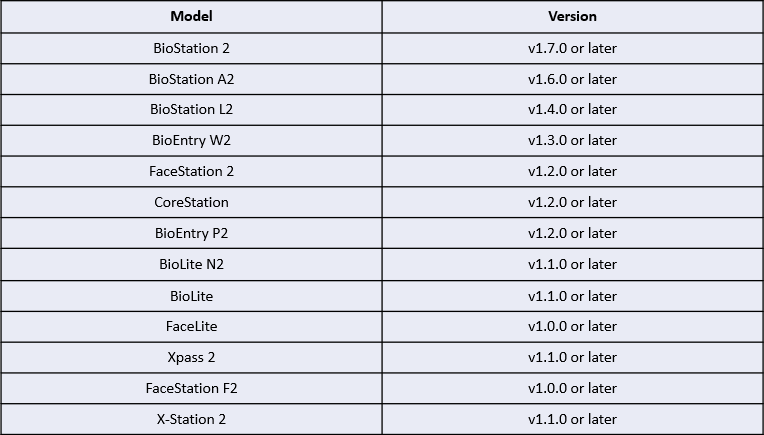 Model Version
BioStation 2 v1.7.0 or later
BioStation A2 v1.6.0 or later
BioStation L2 v1.4.0 or later
BioEntry W2 v1.3.0 or later
FaceStation 2 v1.2.0 or later
CoreStation v1.2.0 or later
BioEntry P2 v1.2.0 or later
BioLite N2 v1.1.0 or later
BioLite v1.1.0 or later
FaceLite v1.0.0 or later
Xpass 2 v1.1.0 or later
FaceStation F2 v1.0.0 or later
X-Station 2 v1.1.0 or later